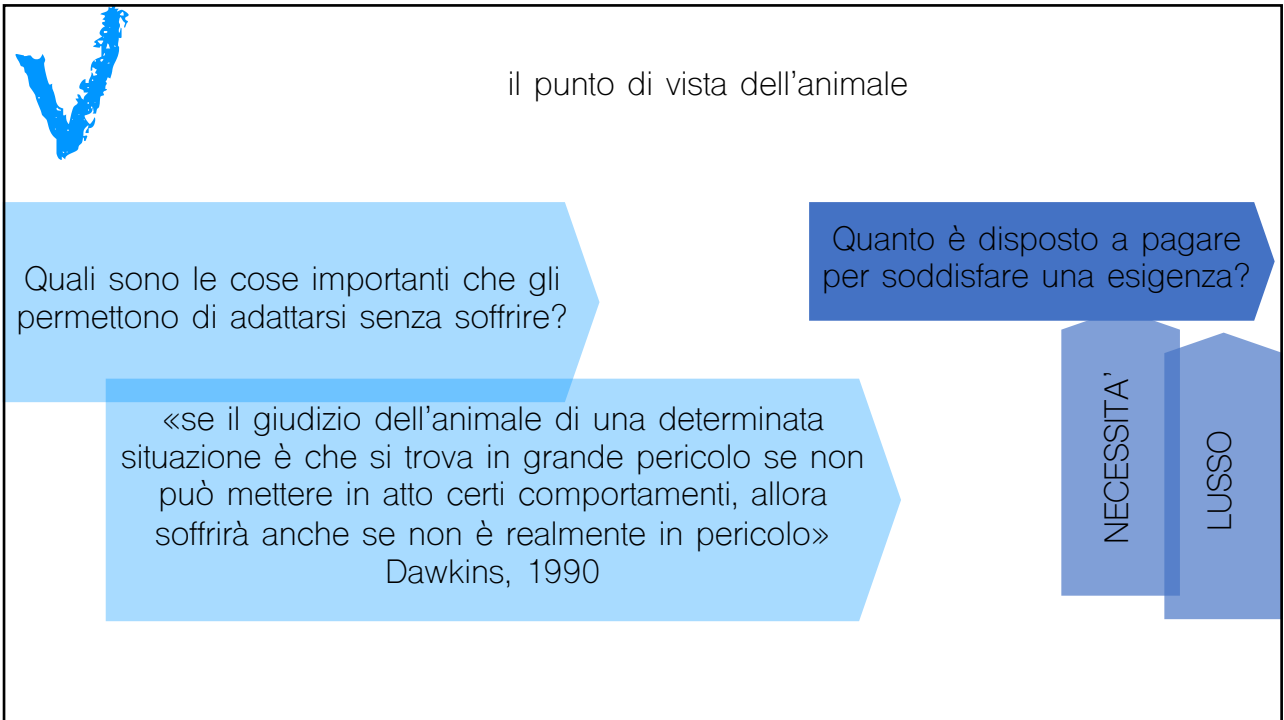 il punto di vista dell'animale
Quali sono le cose importanti che gli
permettono di adattarsi senza soffrire?
«se il giudizio dell'animale di una determinata
situazione è che si trova in grande pericolo se non
può mettere in atto certi comportamenti, allora
soffrirà anche se non è realmente in pericolo»
Dawkins, 1990
Quanto è disposto a pagare
per soddisfare una esigenza?
NECESSITA'
LUSSO